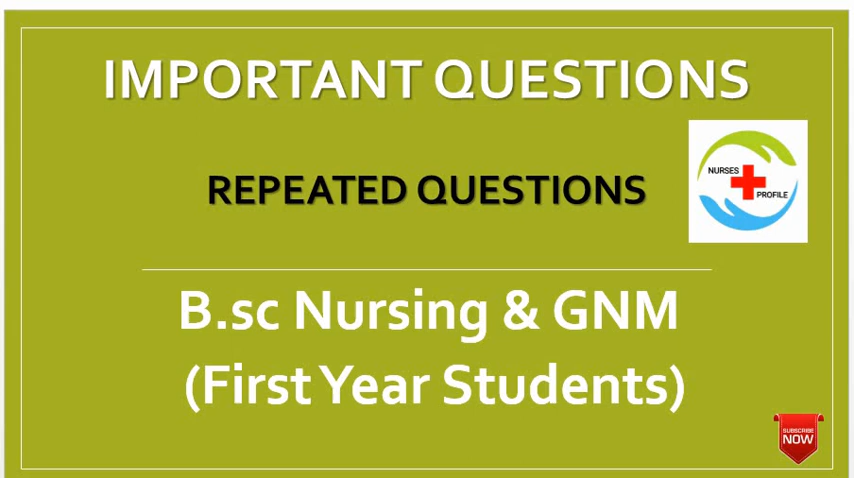 IMPORTANT QUESTIONS
REPEATED QUESTIONS
NURSES
PROFILE
B.sc Nursing & GNM
(First Year Students)
SUBSCRIBE
NOW